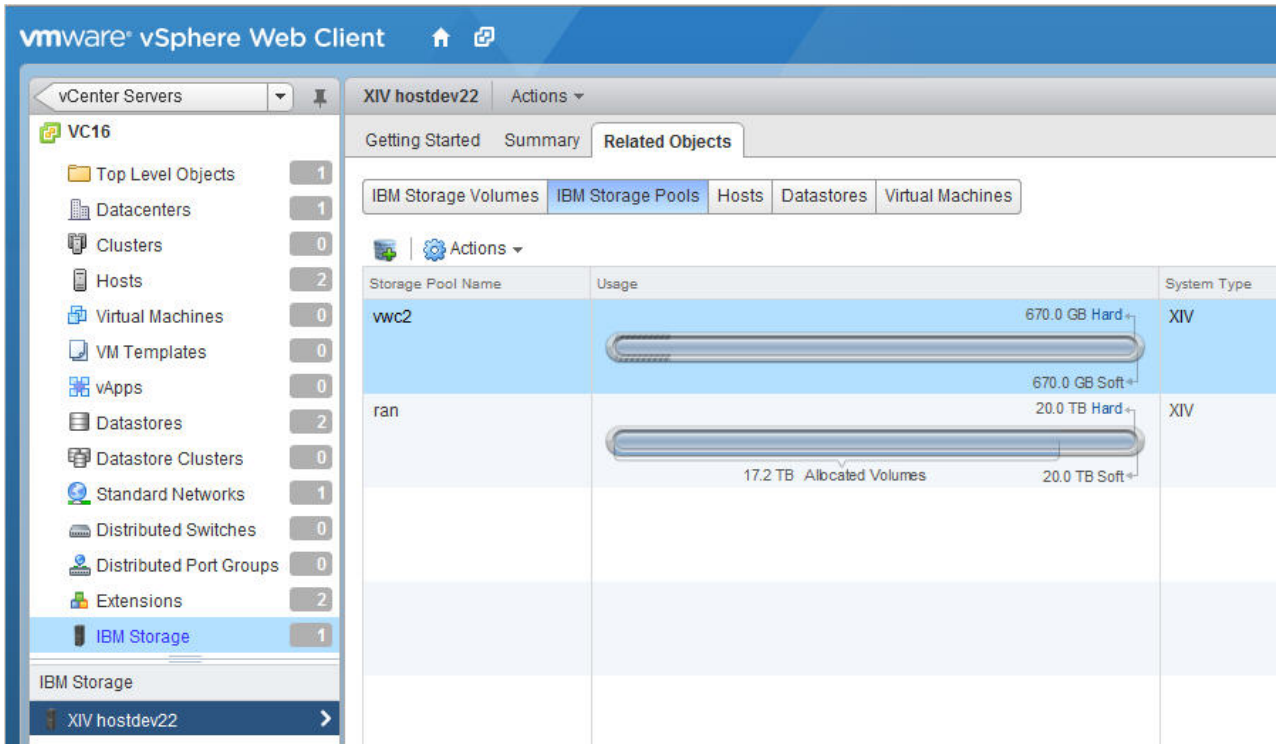 vmware® vSphere Web Client
vCenter Servers
VC16
Top Level Objects 1
Datacenters 1
Clusters 0
Hosts 2
Virtual Machines 0
VM Templates 0
vApps 0
Datastores 2
Datastore Clusters 0
Standard Networks 1
Distributed Switches 0
Distributed Port Groups 0
Extensions 2
IBM Storage 1
IBM Storage
XIV hostdev22
XIV hostdev22 Actions
Getting Started Summary Related Objects
IBM Storage Volumes IBM Storage Pools Hosts Datastores Virtual Machines
Actions
Storage Pool Name Usage System Type
vwc2 670.0 GB Hard XIV
670.0 GB Soft
ran 20.0 TB Hard XIV
17.2 TB Allocated Volumes 20.0 TB Soft